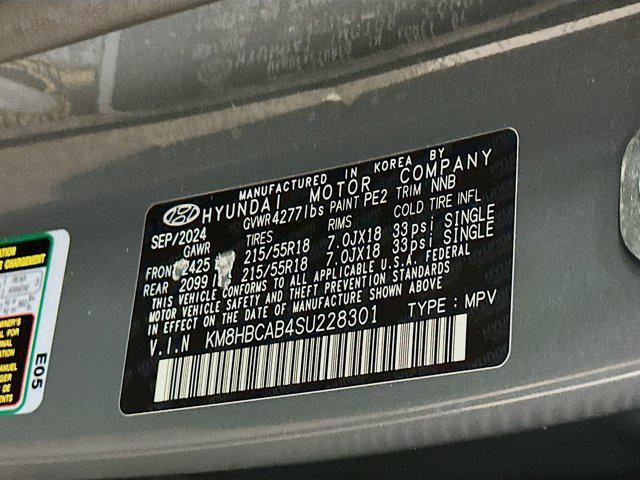 MANUFACTURED IN KOREA BY
HYUNDAI MOTOR COMPANY
SEP/2024 GVWR 4277lbs PAINT PE2 TRIM NNB
GAWR TIRES RIMS COLD TIRE INFL
FRONT 2425 215/55R18 7.0JX18 33psi SINGLE
REAR 2099 215/55R18 7.0JX18 33psi SINGLE
THIS VEHICLE CONFORMS TO ALL APPLICABLE U.S.A. FEDERAL
MOTOR VEHICLE SAFETY AND THEFT PREVENTION STANDARDS
IN EFFECT ON THE DATE OF MANUFACTURE SHOWN ABOVE.
V.I.N KM8HBCAB4SU228301 TYPE : MPV
E05